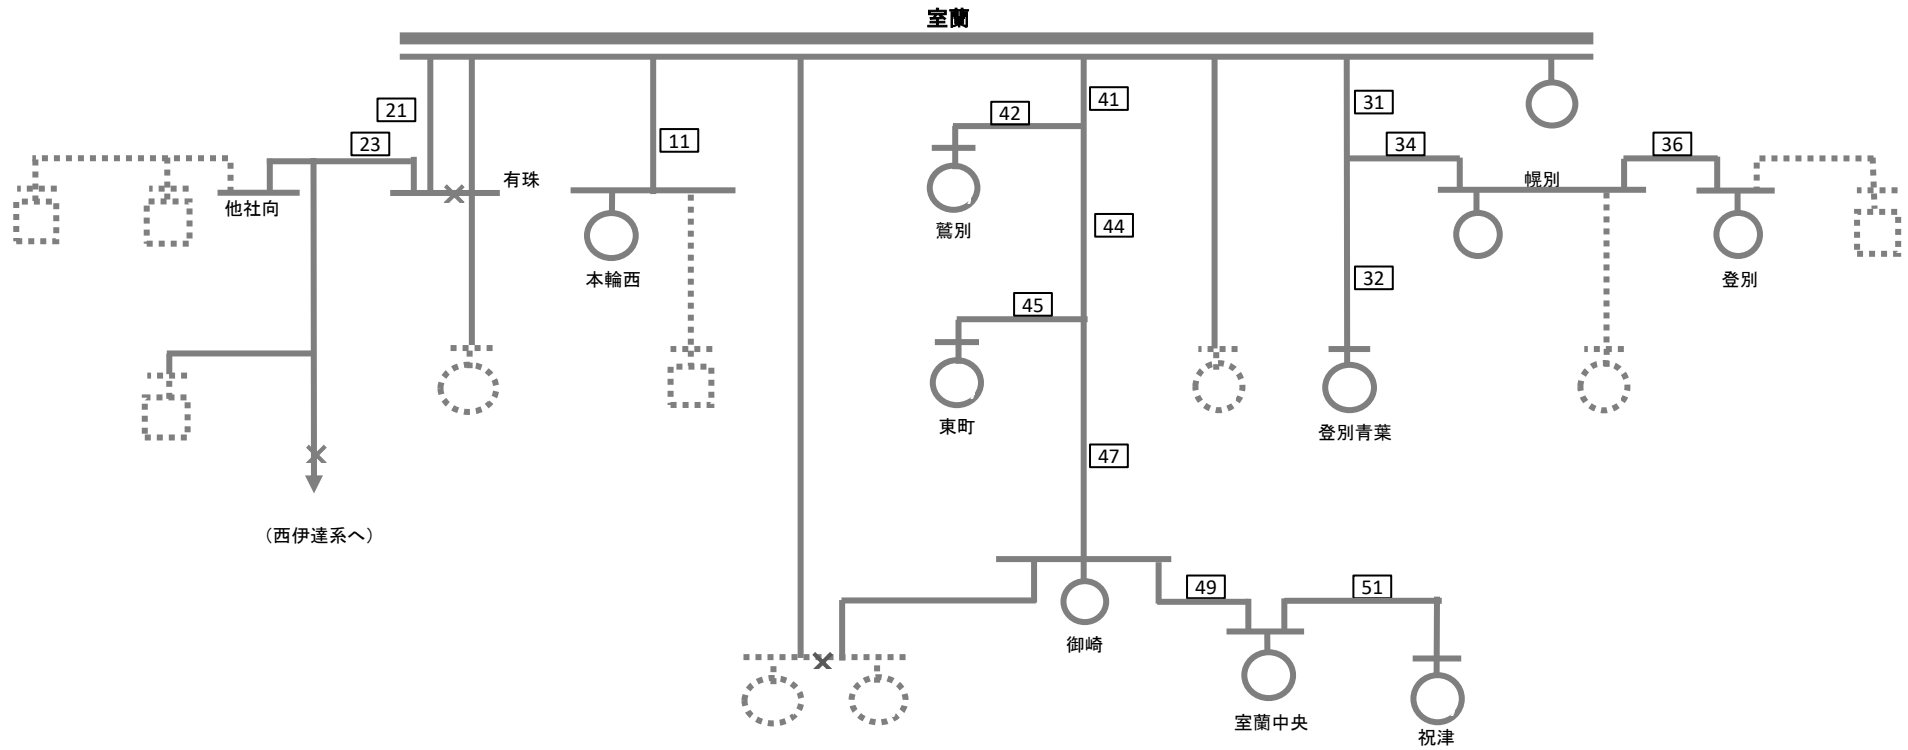 室蘭
21
23
11
42
41
31
34
36
有珠
他社向
幌別
鷲別
44
本輪西
32
登別
45
東町
登別青葉
47
（西伊達系へ）
49
51
御崎
室蘭中央
祝津